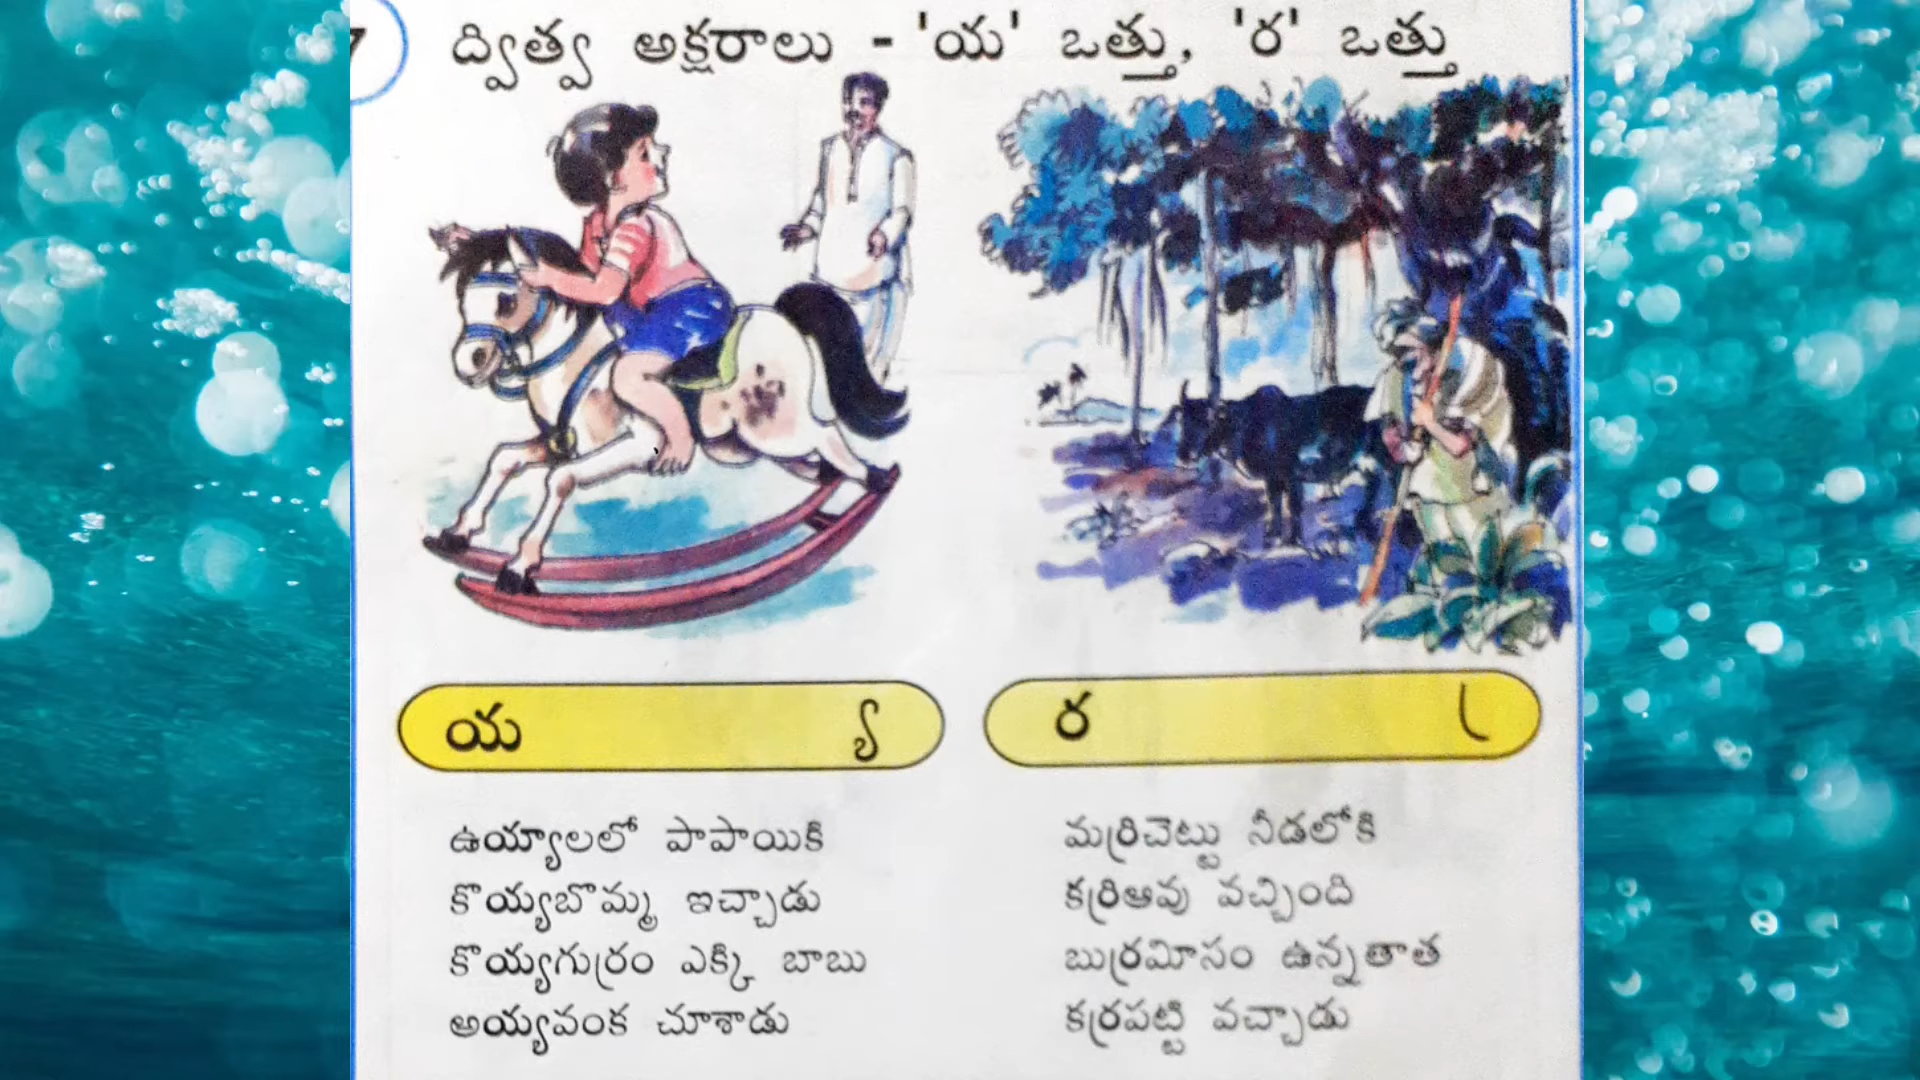 7 ద్విత్వ అక్షరాలు - 'య' ఒత్తు, 'ర' ఒత్తు
య ్య
ర ్ర
ఉయ్యాలలో పాపాయికి
కొయ్యబొమ్మ ఇచ్చాడు
కొయ్యగుర్రం ఎక్కి బాబు
అయ్యవంక చూశాడు
మర్రిచెట్టు నీడలోకి
కర్రిఆవు వచ్చింది
బుర్రమీసం ఉన్నతాత
కర్రపట్టి వచ్చాడు